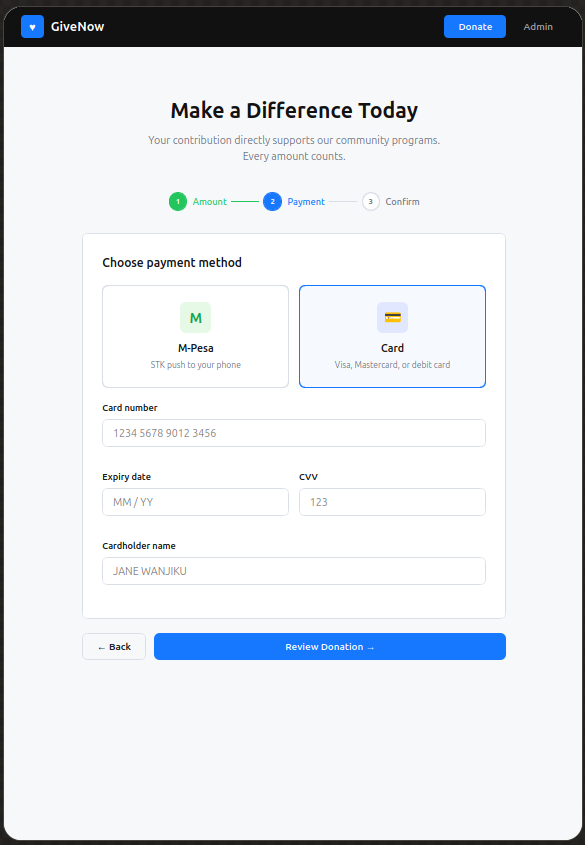 ♥ GiveNow
Donate
Admin
Make a Difference Today
Your contribution directly supports our community programs.
Every amount counts.
1 Amount
2 Payment
3 Confirm
Choose payment method
M
M-Pesa
STK push to your phone
Card
Visa, Mastercard, or debit card
Card number
1234 5678 9012 3456
Expiry date
CVV
MM / YY
123
Cardholder name
JANE WANJIKU
← Back
Review Donation →